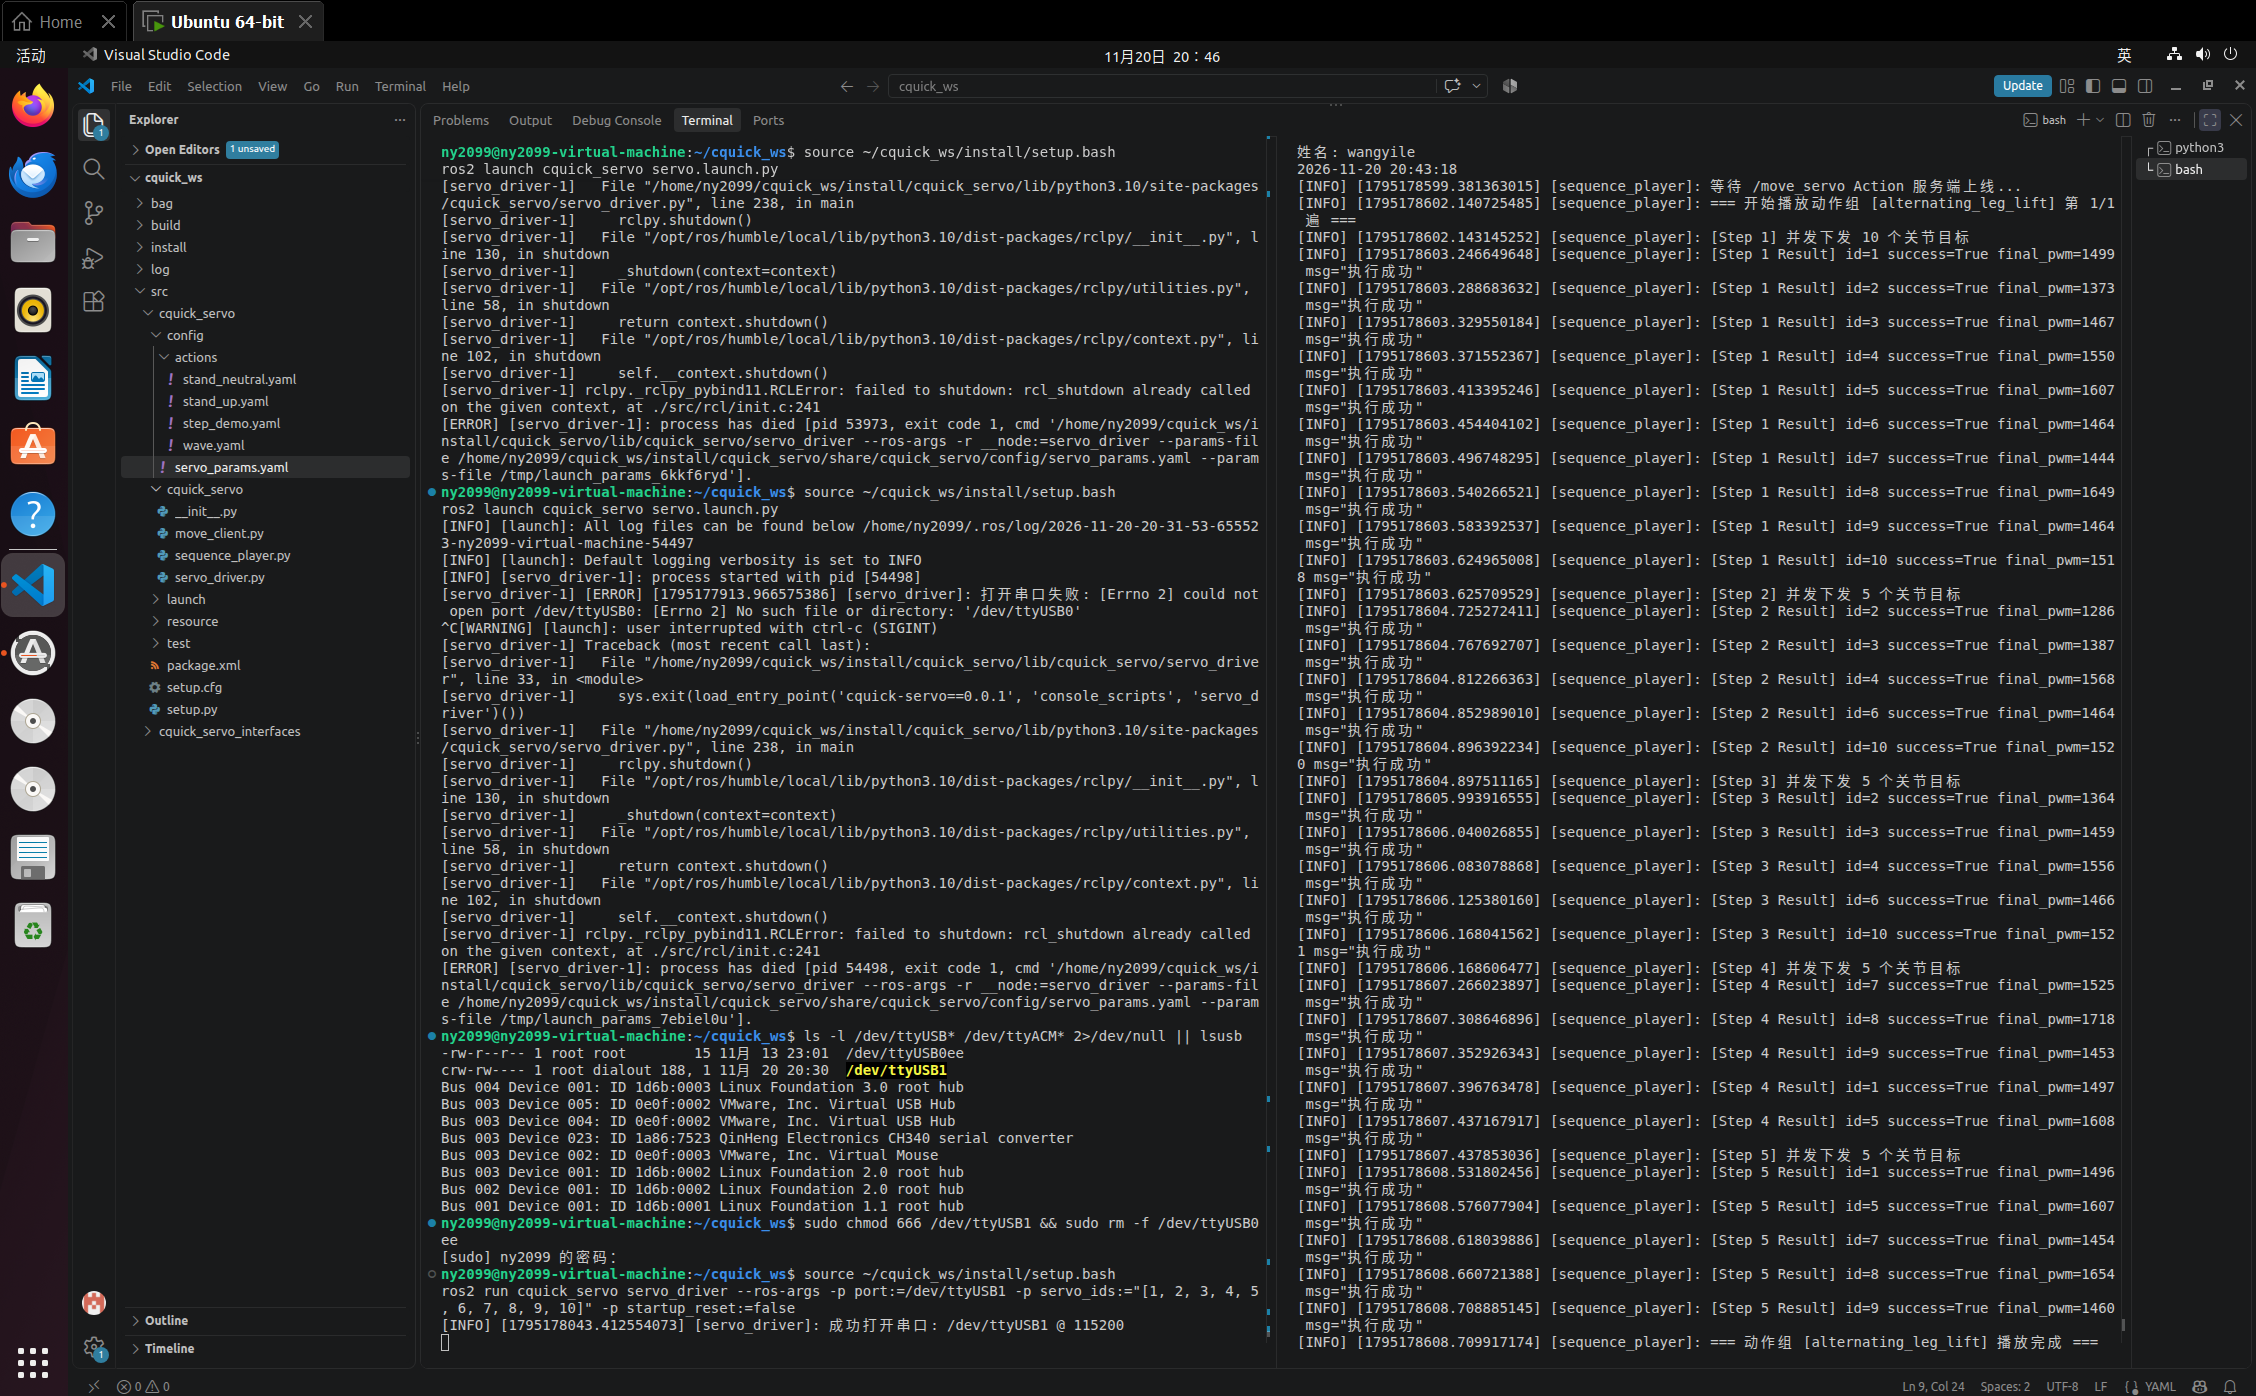 Home
Ubuntu 64-bit
活动
Visual Studio Code
11月20日 20：46
英
File Edit Selection View Go Run Terminal Help
cquick_ws
Update
Explorer
Open Editors 1 unsaved
cquick_ws
bag
build
install
log
src
cquick_servo
config
actions
stand_neutral.yaml
stand_up.yaml
step_demo.yaml
wave.yaml
servo_params.yaml
cquick_servo
__init__.py
move_client.py
sequence_player.py
servo_driver.py
launch
resource
test
package.xml
setup.cfg
setup.py
cquick_servo_interfaces
Outline
Timeline
Problems Output Debug Console Terminal Ports
bash
ny2099@ny2099-virtual-machine:~/cquick_ws$ source ~/cquick_ws/install/setup.bash
ros2 launch cquick_servo servo.launch.py
[servo_driver-1]   File "/home/ny2099/cquick_ws/install/cquick_servo/lib/python3.10/site-packages
/cquick_servo/servo_driver.py", line 238, in main
[servo_driver-1]     rclpy.shutdown()
[servo_driver-1]   File "/opt/ros/humble/local/lib/python3.10/dist-packages/rclpy/__init__.py", l
ine 130, in shutdown
[servo_driver-1]     _shutdown(context=context)
[servo_driver-1]   File "/opt/ros/humble/local/lib/python3.10/dist-packages/rclpy/utilities.py",
line 58, in shutdown
[servo_driver-1]     return context.shutdown()
[servo_driver-1]   File "/opt/ros/humble/local/lib/python3.10/dist-packages/rclpy/context.py", li
ne 102, in shutdown
[servo_driver-1]     self.__context.shutdown()
[servo_driver-1] rclpy._rclpy_pybind11.RCLError: failed to shutdown: rcl_shutdown already called
on the given context, at ./src/rcl/init.c:241
[ERROR] [servo_driver-1]: process has died [pid 53973, exit code 1, cmd '/home/ny2099/cquick_ws/i
nstall/cquick_servo/lib/cquick_servo/servo_driver --ros-args -r __node:=servo_driver --params-fil
e /home/ny2099/cquick_ws/install/cquick_servo/share/cquick_servo/config/servo_params.yaml --param
s-file /tmp/launch_params_6kkf6ryd'].
ny2099@ny2099-virtual-machine:~/cquick_ws$ source ~/cquick_ws/install/setup.bash
ros2 launch cquick_servo servo.launch.py
[INFO] [launch]: All log files can be found below /home/ny2099/.ros/log/2026-11-20-20-31-53-65552
3-ny2099-virtual-machine-54497
[INFO] [launch]: Default logging verbosity is set to INFO
[INFO] [servo_driver-1]: process started with pid [54498]
[servo_driver-1] [ERROR] [1795177913.966575386] [servo_driver]: 打开串口失败: [Errno 2] could not
 open port /dev/ttyUSB0: [Errno 2] No such file or directory: '/dev/ttyUSB0'
^C[WARNING] [launch]: user interrupted with ctrl-c (SIGINT)
[servo_driver-1] Traceback (most recent call last):
[servo_driver-1]   File "/home/ny2099/cquick_ws/install/cquick_servo/lib/cquick_servo/servo_drive
r", line 33, in <module>
[servo_driver-1]     sys.exit(load_entry_point('cquick-servo==0.0.1', 'console_scripts', 'servo_d
river')())
[servo_driver-1]   File "/home/ny2099/cquick_ws/install/cquick_servo/lib/python3.10/site-packages
/cquick_servo/servo_driver.py", line 238, in main
[servo_driver-1]     rclpy.shutdown()
[servo_driver-1]   File "/opt/ros/humble/local/lib/python3.10/dist-packages/rclpy/__init__.py", l
ine 130, in shutdown
[servo_driver-1]     _shutdown(context=context)
[servo_driver-1]   File "/opt/ros/humble/local/lib/python3.10/dist-packages/rclpy/utilities.py",
line 58, in shutdown
[servo_driver-1]     return context.shutdown()
[servo_driver-1]   File "/opt/ros/humble/local/lib/python3.10/dist-packages/rclpy/context.py", li
ne 102, in shutdown
[servo_driver-1]     self.__context.shutdown()
[servo_driver-1] rclpy._rclpy_pybind11.RCLError: failed to shutdown: rcl_shutdown already called
on the given context, at ./src/rcl/init.c:241
[ERROR] [servo_driver-1]: process has died [pid 54498, exit code 1, cmd '/home/ny2099/cquick_ws/i
nstall/cquick_servo/lib/cquick_servo/servo_driver --ros-args -r __node:=servo_driver --params-fil
e /home/ny2099/cquick_ws/install/cquick_servo/share/cquick_servo/config/servo_params.yaml --param
s-file /tmp/launch_params_7ebiel0u'].
ny2099@ny2099-virtual-machine:~/cquick_ws$ ls -l /dev/ttyUSB* /dev/ttyACM* 2>/dev/null || lsusb
-rw-r--r-- 1 root root        15 11月 13 23:01  /dev/ttyUSB0ee
crw-rw---- 1 root dialout 188, 1 11月 20 20:30  /dev/ttyUSB1
Bus 004 Device 001: ID 1d6b:0003 Linux Foundation 3.0 root hub
Bus 003 Device 005: ID 0e0f:0002 VMware, Inc. Virtual USB Hub
Bus 003 Device 004: ID 0e0f:0002 VMware, Inc. Virtual USB Hub
Bus 003 Device 023: ID 1a86:7523 QinHeng Electronics CH340 serial converter
Bus 003 Device 002: ID 0e0f:0003 VMware, Inc. Virtual Mouse
Bus 003 Device 001: ID 1d6b:0002 Linux Foundation 2.0 root hub
Bus 002 Device 001: ID 1d6b:0002 Linux Foundation 2.0 root hub
Bus 001 Device 001: ID 1d6b:0001 Linux Foundation 1.1 root hub
ny2099@ny2099-virtual-machine:~/cquick_ws$ sudo chmod 666 /dev/ttyUSB1 && sudo rm -f /dev/ttyUSB0
ee
[sudo] ny2099 的密码：
ny2099@ny2099-virtual-machine:~/cquick_ws$ source ~/cquick_ws/install/setup.bash
ros2 run cquick_servo servo_driver --ros-args -p port:=/dev/ttyUSB1 -p servo_ids:="[1, 2, 3, 4, 5
, 6, 7, 8, 9, 10]" -p startup_reset:=false
[INFO] [1795178043.412554073] [servo_driver]: 成功打开串口: /dev/ttyUSB1 @ 115200
姓名: wangyile
2026-11-20 20:43:18
[INFO] [1795178599.381363015] [sequence_player]: 等待 /move_servo Action 服务端上线...
[INFO] [1795178602.140725485] [sequence_player]: === 开始播放动作组 [alternating_leg_lift] 第 1/1
 遍 ===
[INFO] [1795178602.143145252] [sequence_player]: [Step 1] 并发下发 10 个关节目标
[INFO] [1795178603.246649648] [sequence_player]: [Step 1 Result] id=1 success=True final_pwm=1499
 msg="执行成功"
[INFO] [1795178603.288683632] [sequence_player]: [Step 1 Result] id=2 success=True final_pwm=1373
 msg="执行成功"
[INFO] [1795178603.329550184] [sequence_player]: [Step 1 Result] id=3 success=True final_pwm=1467
 msg="执行成功"
[INFO] [1795178603.371552367] [sequence_player]: [Step 1 Result] id=4 success=True final_pwm=1550
 msg="执行成功"
[INFO] [1795178603.413395246] [sequence_player]: [Step 1 Result] id=5 success=True final_pwm=1607
 msg="执行成功"
[INFO] [1795178603.454404102] [sequence_player]: [Step 1 Result] id=6 success=True final_pwm=1464
 msg="执行成功"
[INFO] [1795178603.496748295] [sequence_player]: [Step 1 Result] id=7 success=True final_pwm=1444
 msg="执行成功"
[INFO] [1795178603.540266521] [sequence_player]: [Step 1 Result] id=8 success=True final_pwm=1649
 msg="执行成功"
[INFO] [1795178603.583392537] [sequence_player]: [Step 1 Result] id=9 success=True final_pwm=1464
 msg="执行成功"
[INFO] [1795178603.624965008] [sequence_player]: [Step 1 Result] id=10 success=True final_pwm=151
8 msg="执行成功"
[INFO] [1795178603.625709529] [sequence_player]: [Step 2] 并发下发 5 个关节目标
[INFO] [1795178604.725272411] [sequence_player]: [Step 2 Result] id=2 success=True final_pwm=1286
 msg="执行成功"
[INFO] [1795178604.767692707] [sequence_player]: [Step 2 Result] id=3 success=True final_pwm=1387
 msg="执行成功"
[INFO] [1795178604.812266363] [sequence_player]: [Step 2 Result] id=4 success=True final_pwm=1568
 msg="执行成功"
[INFO] [1795178604.852989010] [sequence_player]: [Step 2 Result] id=6 success=True final_pwm=1464
 msg="执行成功"
[INFO] [1795178604.896392234] [sequence_player]: [Step 2 Result] id=10 success=True final_pwm=152
0 msg="执行成功"
[INFO] [1795178604.897511165] [sequence_player]: [Step 3] 并发下发 5 个关节目标
[INFO] [1795178605.993916555] [sequence_player]: [Step 3 Result] id=2 success=True final_pwm=1364
 msg="执行成功"
[INFO] [1795178606.040026855] [sequence_player]: [Step 3 Result] id=3 success=True final_pwm=1459
 msg="执行成功"
[INFO] [1795178606.083078868] [sequence_player]: [Step 3 Result] id=4 success=True final_pwm=1556
 msg="执行成功"
[INFO] [1795178606.125380160] [sequence_player]: [Step 3 Result] id=6 success=True final_pwm=1466
 msg="执行成功"
[INFO] [1795178606.168041562] [sequence_player]: [Step 3 Result] id=10 success=True final_pwm=152
1 msg="执行成功"
[INFO] [1795178606.168606477] [sequence_player]: [Step 4] 并发下发 5 个关节目标
[INFO] [1795178607.266023897] [sequence_player]: [Step 4 Result] id=7 success=True final_pwm=1525
 msg="执行成功"
[INFO] [1795178607.308646896] [sequence_player]: [Step 4 Result] id=8 success=True final_pwm=1718
 msg="执行成功"
[INFO] [1795178607.352926343] [sequence_player]: [Step 4 Result] id=9 success=True final_pwm=1453
 msg="执行成功"
[INFO] [1795178607.396763478] [sequence_player]: [Step 4 Result] id=1 success=True final_pwm=1497
 msg="执行成功"
[INFO] [1795178607.437167917] [sequence_player]: [Step 4 Result] id=5 success=True final_pwm=1608
 msg="执行成功"
[INFO] [1795178607.437853036] [sequence_player]: [Step 5] 并发下发 5 个关节目标
[INFO] [1795178608.531802456] [sequence_player]: [Step 5 Result] id=1 success=True final_pwm=1496
 msg="执行成功"
[INFO] [1795178608.576077904] [sequence_player]: [Step 5 Result] id=5 success=True final_pwm=1607
 msg="执行成功"
[INFO] [1795178608.618039886] [sequence_player]: [Step 5 Result] id=7 success=True final_pwm=1454
 msg="执行成功"
[INFO] [1795178608.660721388] [sequence_player]: [Step 5 Result] id=8 success=True final_pwm=1654
 msg="执行成功"
[INFO] [1795178608.708885145] [sequence_player]: [Step 5 Result] id=9 success=True final_pwm=1460
 msg="执行成功"
[INFO] [1795178608.709917174] [sequence_player]: === 动作组 [alternating_leg_lift] 播放完成 ===
python3
bash
0 0
Ln 9, Col 24 Spaces: 2 UTF-8 LF YAML